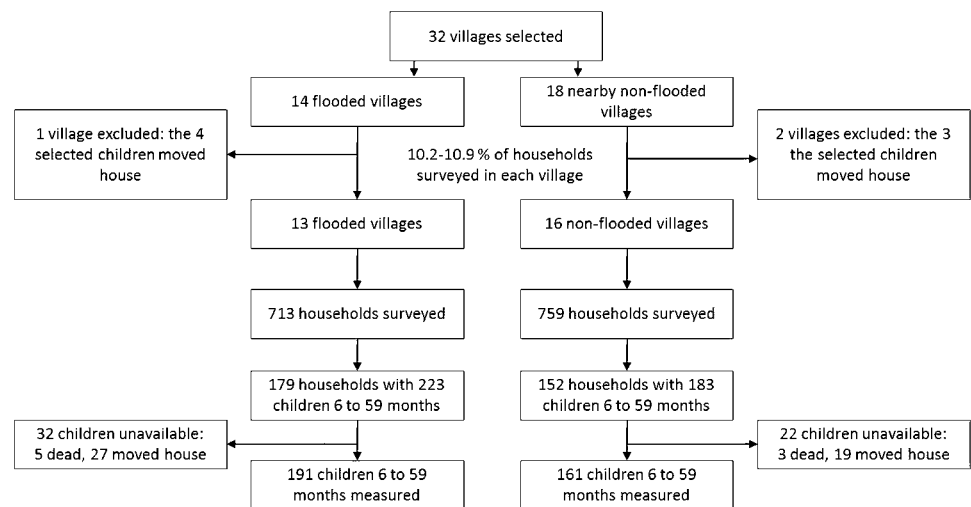 32 villages selected
14 flooded villages
18 nearby non-flooded
villages
1 village excluded: the 4
selected children moved
house
10.2-10.9 % of households
surveyed in each village
2 villages excluded: the 3
the selected children
moved house
13 flooded villages
16 non-flooded villages
713 households surveyed
759 households surveyed
179 households with 223
children 6 to 59 months
152 households with 183
children 6 to 59 months
32 children unavailable:
5 dead, 27 moved house
22 children unavailable:
3 dead, 19 moved house
191 children 6 to 59
months measured
161 children 6 to 59
months measured